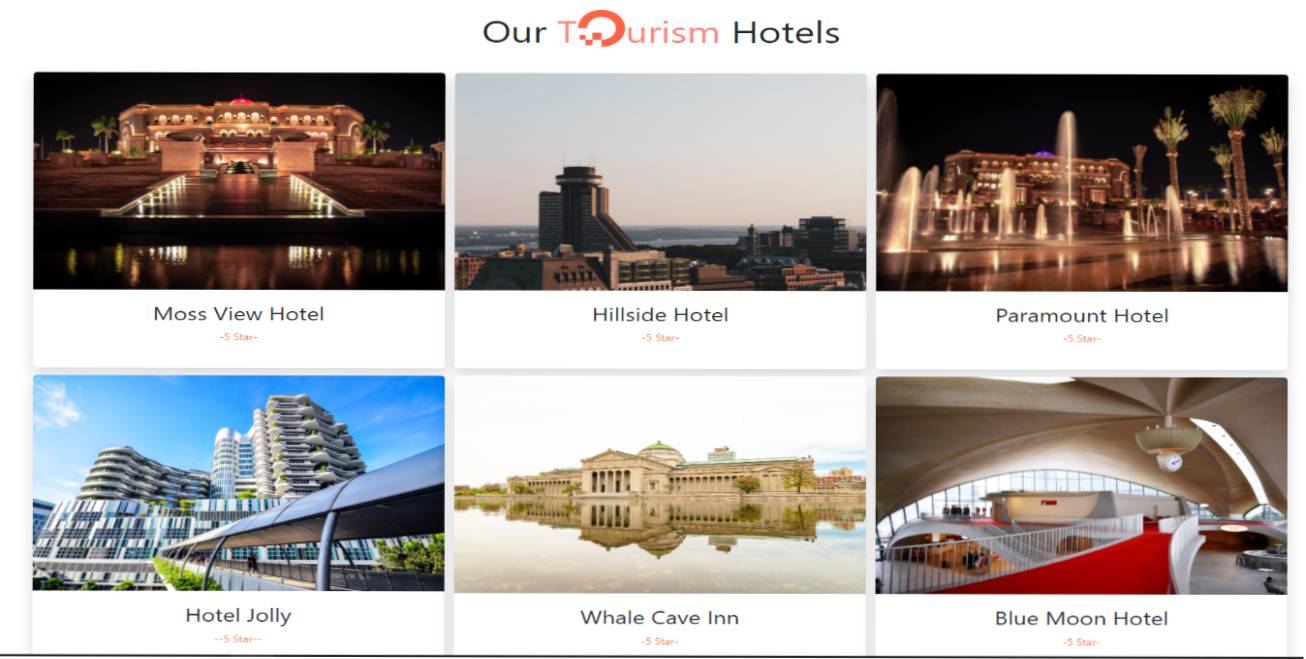 Our Tourism Hotels
Moss View Hotel
-5 Star-
Hillside Hotel
-5 Star-
Paramount Hotel
-5 Star-
Hotel Jolly
--5 Star--
Whale Cave Inn
-5 Star-
Blue Moon Hotel
-5 Star-